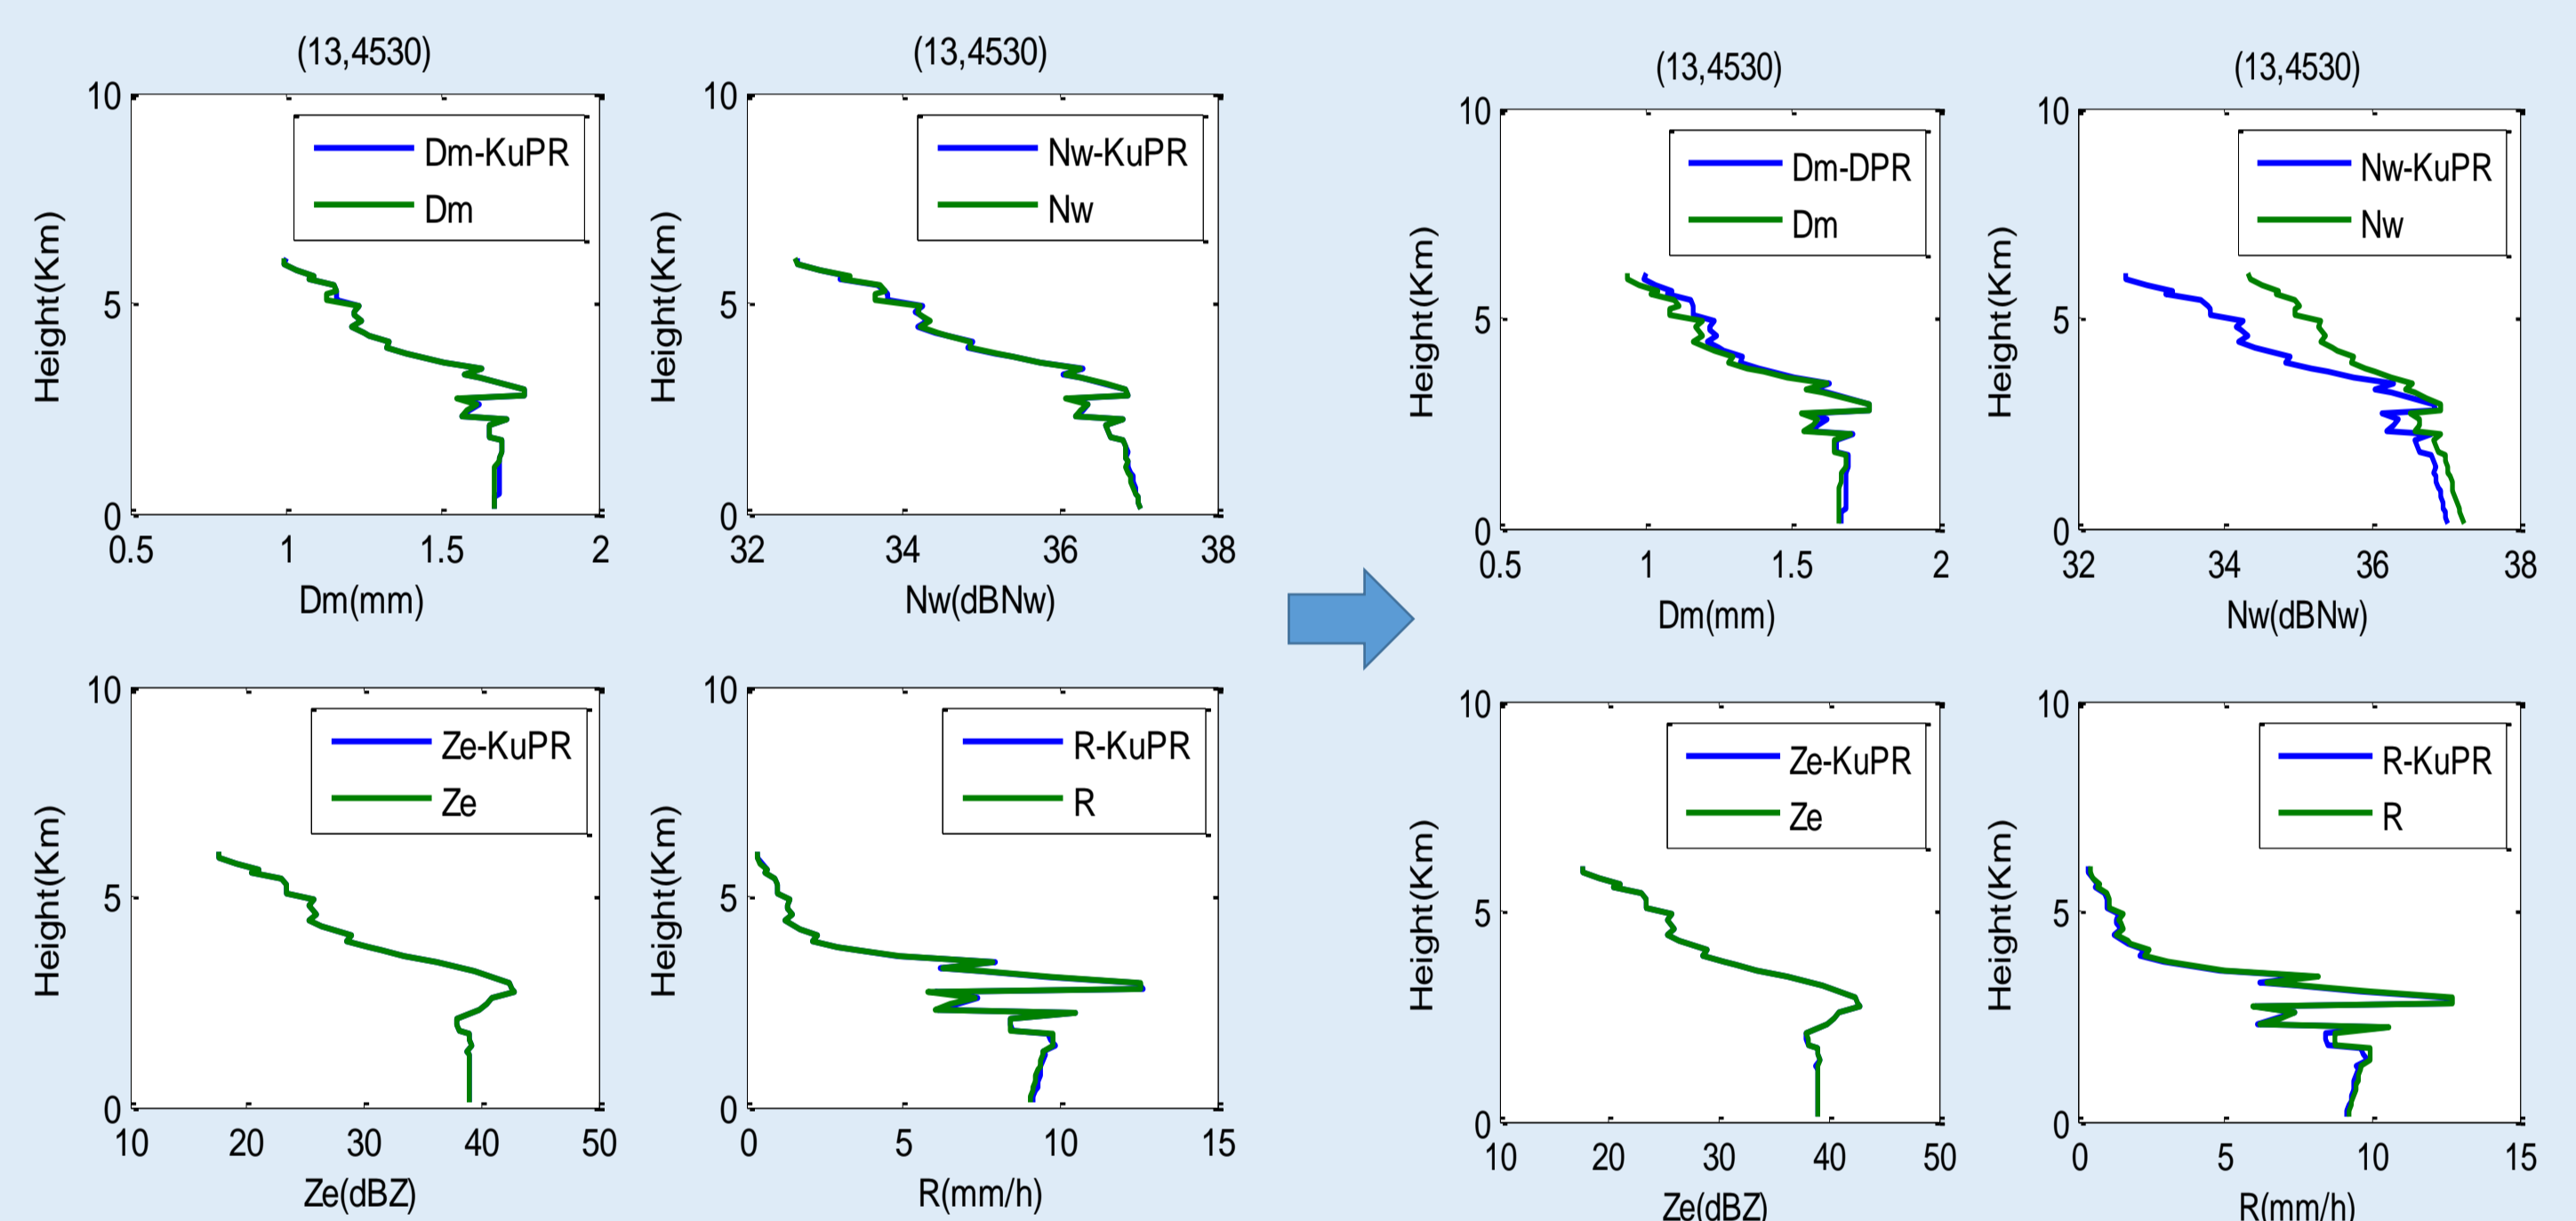 (13,4530)
10
5
0
Height(Km)
Dm-KuPR
Dm
0.5 1 1.5 2
Dm(mm)
(13,4530)
10
5
0
Height(Km)
Nw-KuPR
Nw
32 34 36 38
Nw(dBNw)
10
5
0
Height(Km)
Ze-KuPR
Ze
10 20 30 40 50
Ze(dBZ)
10
5
0
Height(Km)
R-KuPR
R
0 5 10 15
R(mm/h)
(13,4530)
10
5
0
Height(Km)
Dm-DPR
Dm
0.5 1 1.5 2
Dm(mm)
(13,4530)
10
5
0
Height(Km)
Nw-KuPR
Nw
32 34 36 38
Nw(dBNw)
10
5
0
Height(Km)
Ze-KuPR
Ze
10 20 30 40 50
Ze(dBZ)
10
5
0
Height(Km)
R-KuPR
R
0 5 10 15
R(mm/h)